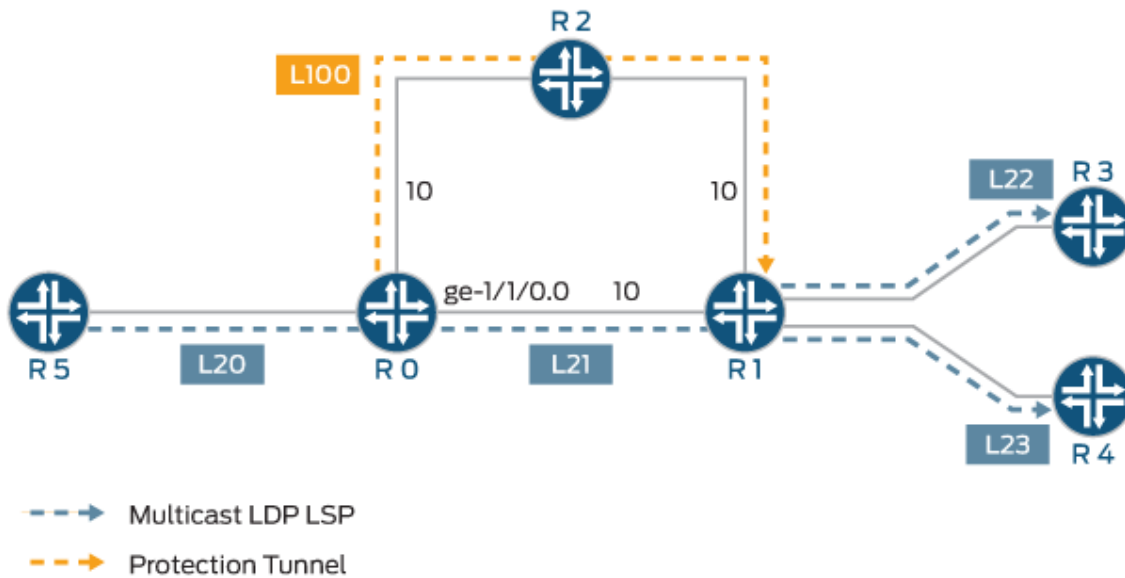 R 2
L100
10
10
L22
R 3
ge-1/1/0.0 10
R 5
L20
R 0
L21
R 1
L23
R 4
Multicast LDP LSP
Protection Tunnel